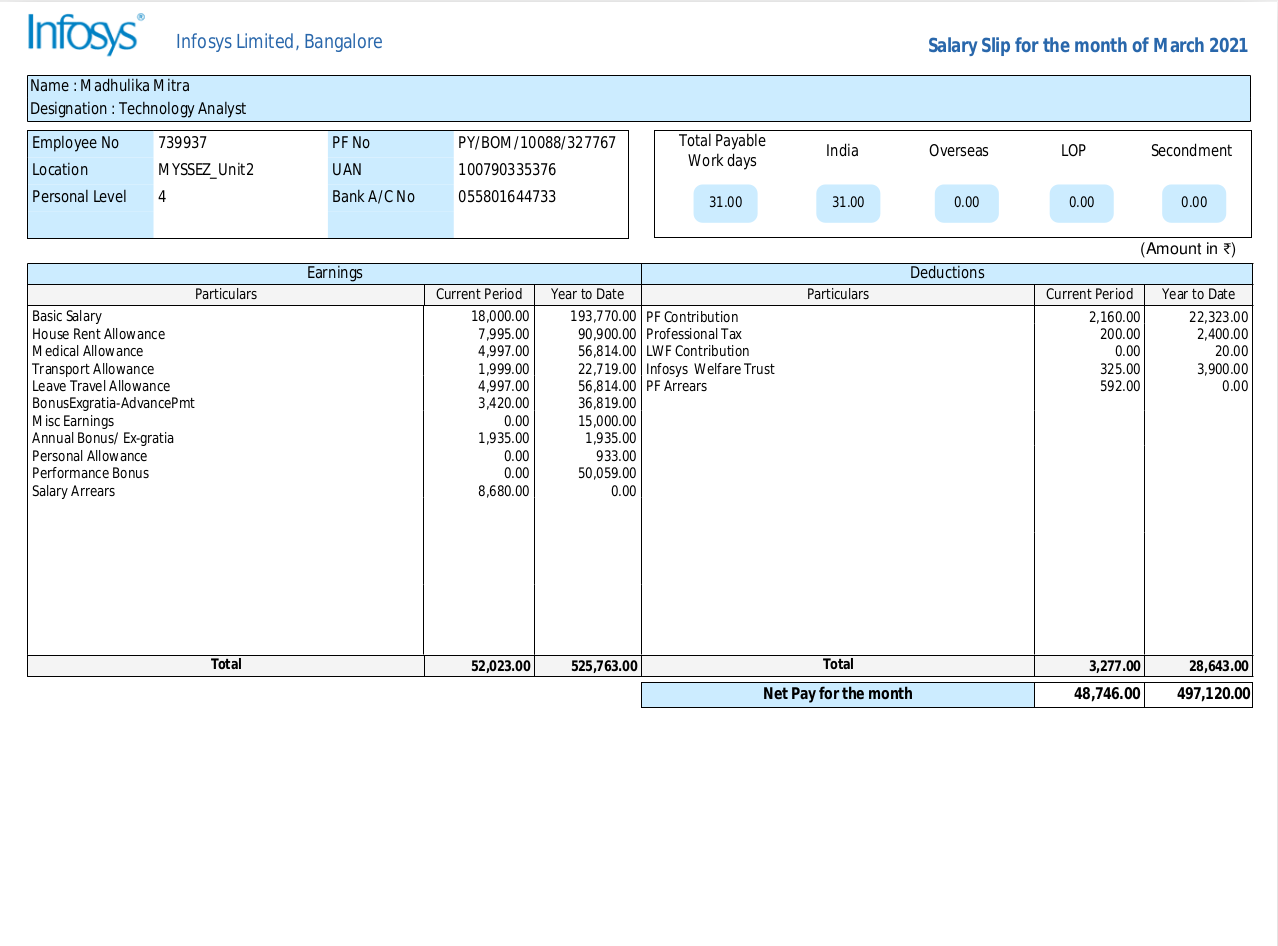 Infosys®
Infosys Limited, Bangalore
Salary Slip for the month of March 2021
Name : Madhulika Mitra
Designation : Technology Analyst
Employee No 739937 PF No PY/BOM/10088/327767
Location MYSSEZ_Unit2 UAN 100790335376
Personal Level 4 Bank A/C No 055801644733
Total Payable Work days India Overseas LOP Secondment
31.00 31.00 0.00 0.00 0.00
(Amount in ₹)
Earnings Deductions
Particulars Current Period Year to Date Particulars Current Period Year to Date
Basic Salary 18,000.00 193,770.00 PF Contribution 2,160.00 22,323.00
House Rent Allowance 7,995.00 90,900.00 Professional Tax 200.00 2,400.00
Medical Allowance 4,997.00 56,814.00 LWF Contribution 0.00 20.00
Transport Allowance 1,999.00 22,719.00 Infosys Welfare Trust 325.00 3,900.00
Leave Travel Allowance 4,997.00 56,814.00 PF Arrears 592.00 0.00
BonusExgratia-AdvancePmt 3,420.00 36,819.00
Misc Earnings 0.00 15,000.00
Annual Bonus/ Ex-gratia 1,935.00 1,935.00
Personal Allowance 0.00 933.00
Performance Bonus 0.00 50,059.00
Salary Arrears 8,680.00 0.00
Total 52,023.00 525,763.00 Total 3,277.00 28,643.00
Net Pay for the month 48,746.00 497,120.00